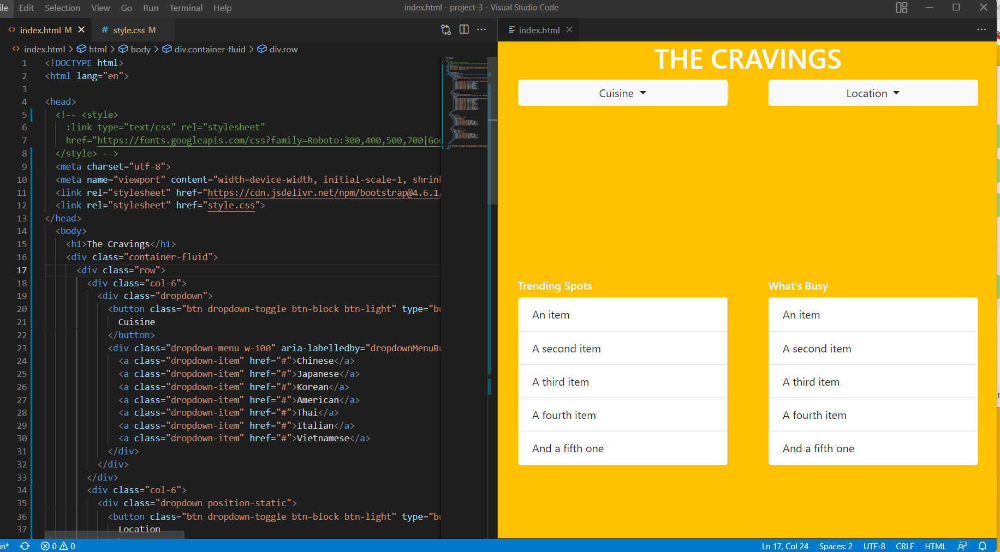 ile Edit Selection View Go Run Terminal Help index.html - project-3 - Visual Studio Code
index.html M # style.css M
index.html
index.html > html > body > div.container-fluid > div.row
1 <!DOCTYPE html>
2 <html lang="en">
3
4 <head>
5 <!-- <style>
6 :link type="text/css" rel="stylesheet"
7 href="https://fonts.googleapis.com/css?family=Roboto:300,400,500,700|Goo
8 </style> -->
9 <meta charset="utf-8">
10 <meta name="viewport" content="width=device-width, initial-scale=1, shrink
11 <link rel="stylesheet" href="https://cdn.jsdelivr.net/npm/bootstrap@4.6.1/
12 <link rel="stylesheet" href="style.css">
13 </head>
14 <body>
15 <h1>The Cravings</h1>
16 <div class="container-fluid">
17 <div class="row">
18 <div class="col-6">
19 <div class="dropdown">
20 <button class="btn dropdown-toggle btn-block btn-light" type="bu
21 Cuisine
22 </button>
23 <div class="dropdown-menu w-100" aria-labelledby="dropdownMenuBu
24 <a class="dropdown-item" href="#">Chinese</a>
25 <a class="dropdown-item" href="#">Japanese</a>
26 <a class="dropdown-item" href="#">Korean</a>
27 <a class="dropdown-item" href="#">American</a>
28 <a class="dropdown-item" href="#">Thai</a>
29 <a class="dropdown-item" href="#">Italian</a>
30 <a class="dropdown-item" href="#">Vietnamese</a>
31 </div>
32 </div>
33 </div>
34 <div class="col-6">
35 <div class="dropdown position-static">
36 <button class="btn dropdown-toggle btn-block btn-light" type="bu
37 Location
THE CRAVINGS
Cuisine
Location
Trending Spots
An item
A second item
A third item
A fourth item
And a fifth one
What's Busy
An item
A second item
A third item
A fourth item
And a fifth one
in* 0 0 Ln 17, Col 24 Spaces: 2 UTF-8 CRLF HTML